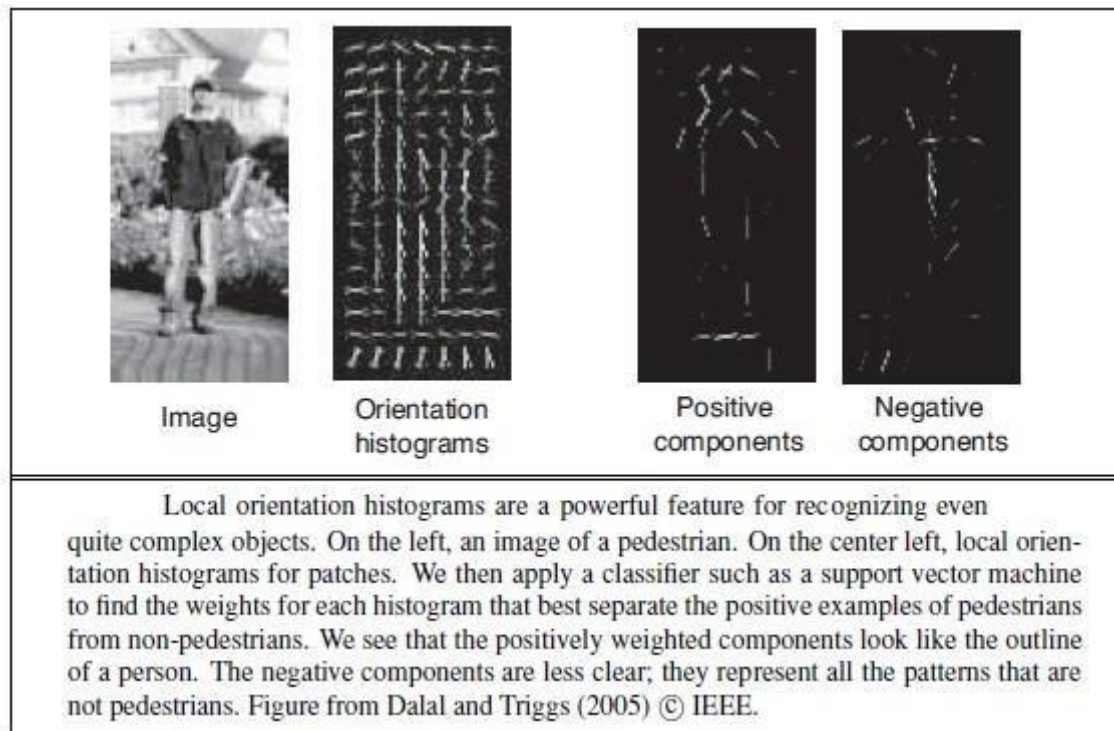 Image
Orientation
histograms
Positive
components
Negative
components
Local orientation histograms are a powerful feature for recognizing even
quite complex objects. On the left, an image of a pedestrian. On the center left, local orien-
tation histograms for patches. We then apply a classifier such as a support vector machine
to find the weights for each histogram that best separate the positive examples of pedestrians
from non-pedestrians. We see that the positively weighted components look like the outline
of a person. The negative components are less clear; they represent all the patterns that are
not pedestrians. Figure from Dalal and Triggs (2005) © IEEE.